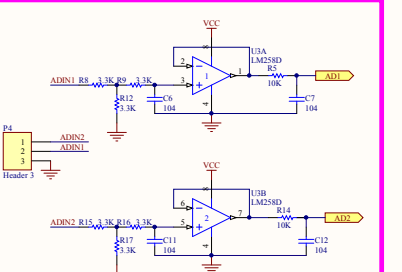 VCC
8
U3A
LM258D
2
1
1
R5
AD1
ADIN1 R8 3.3K R9 3.3K
3
10K
R12
3.3K
C6
104
4
C7
104
P4
1
ADIN2
2
ADIN1
3
Header 3
VCC
8
U3B
LM258D
6
2
7
R14
AD2
ADIN2 R15 3.3K R16 3.3K
5
10K
R17
3.3K
C11
104
4
C12
104